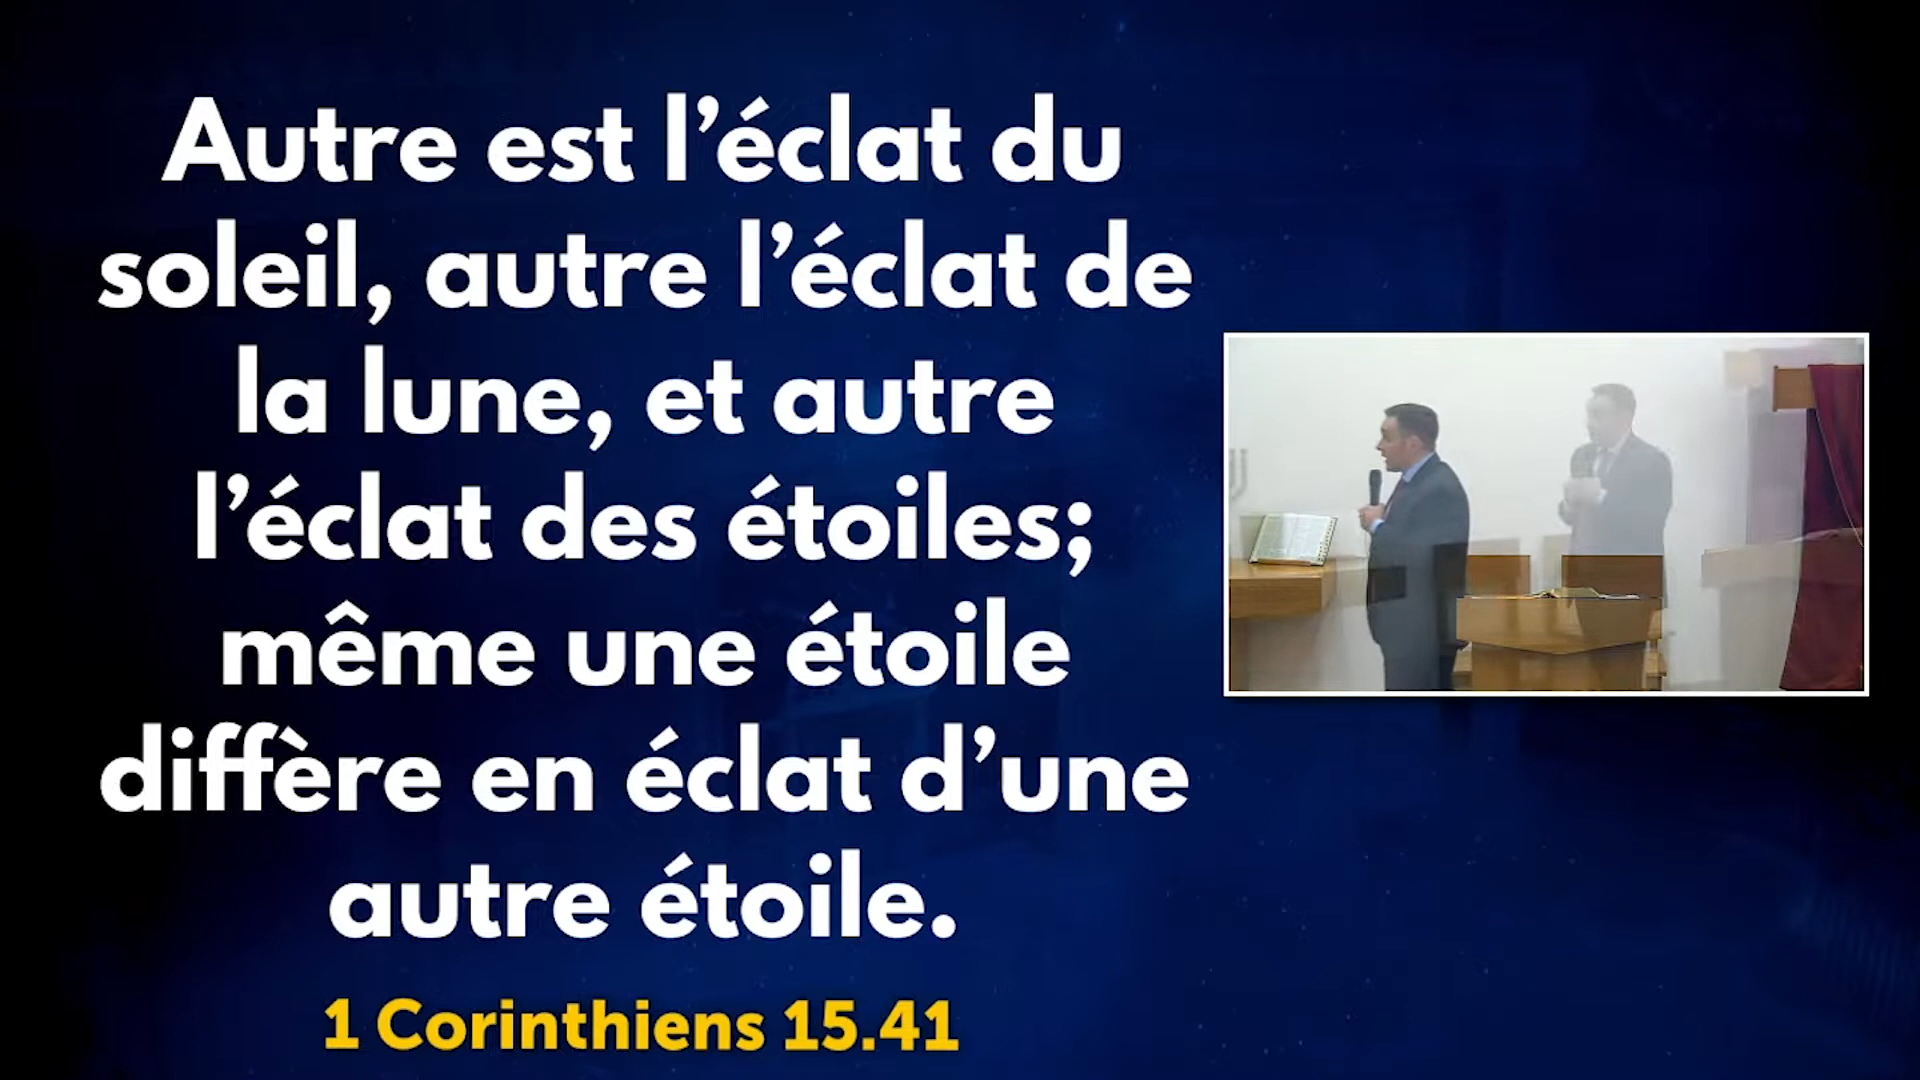 Autre est l’éclat du
soleil, autre l’éclat de
la lune, et autre
l’éclat des étoiles;
même une étoile
diffère en éclat d’une
autre étoile.
1 Corinthiens 15.41